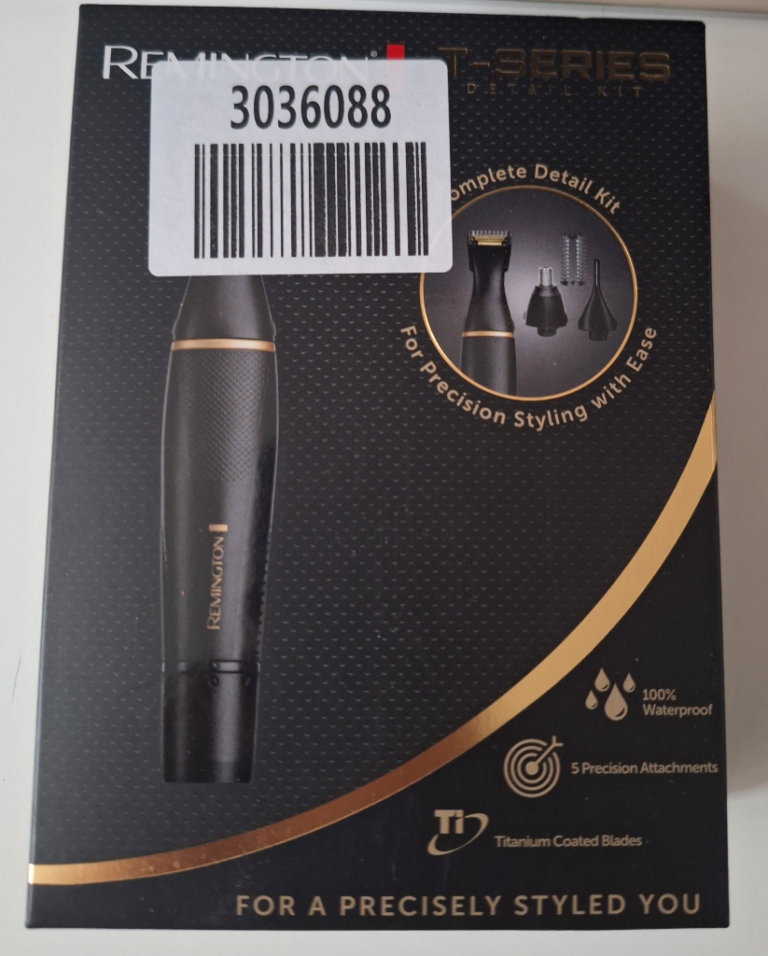 REMINGTON T-SERIES
DETAIL KIT
3036088
omplete Detail Kit
For Precision Styling with Ease
REMINGTON
100%
Waterproof
5 Precision Attachments
Ti
Titanium Coated Blades
FOR A PRECISELY STYLED YOU